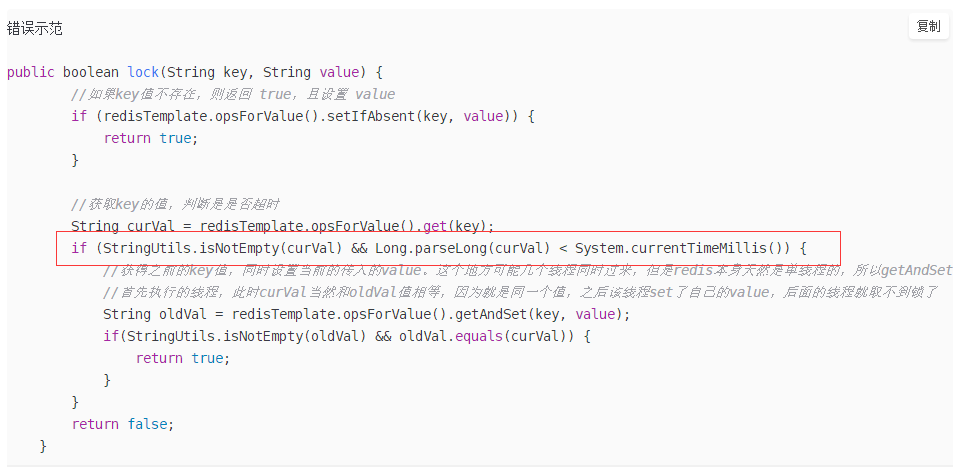 错误示范
复制
public boolean lock(String key, String value) {
//如果key值不存在，则返回 true，且设置 value
if (redisTemplate.opsForValue().setIfAbsent(key, value)) {
return true;
}
//获取key的值，判断是是否超时
String curVal = redisTemplate.opsForValue().get(key);
if (StringUtils.isNotEmpty(curVal) && Long.parseLong(curVal) < System.currentTimeMillis()) {
//获得之前的key值，同时设置当前的传入的value。这个地方可能几个线程同时过来，但是redis本身天然是单线程的，所以getAndSet
//首先执行的线程，此时curVal当然和oldVal值相等，因为就是同一个值，之后该线程set了自己的value，后面的线程就取不到锁了
String oldVal = redisTemplate.opsForValue().getAndSet(key, value);
if(StringUtils.isNotEmpty(oldVal) && oldVal.equals(curVal)) {
return true;
}
}
return false;
}